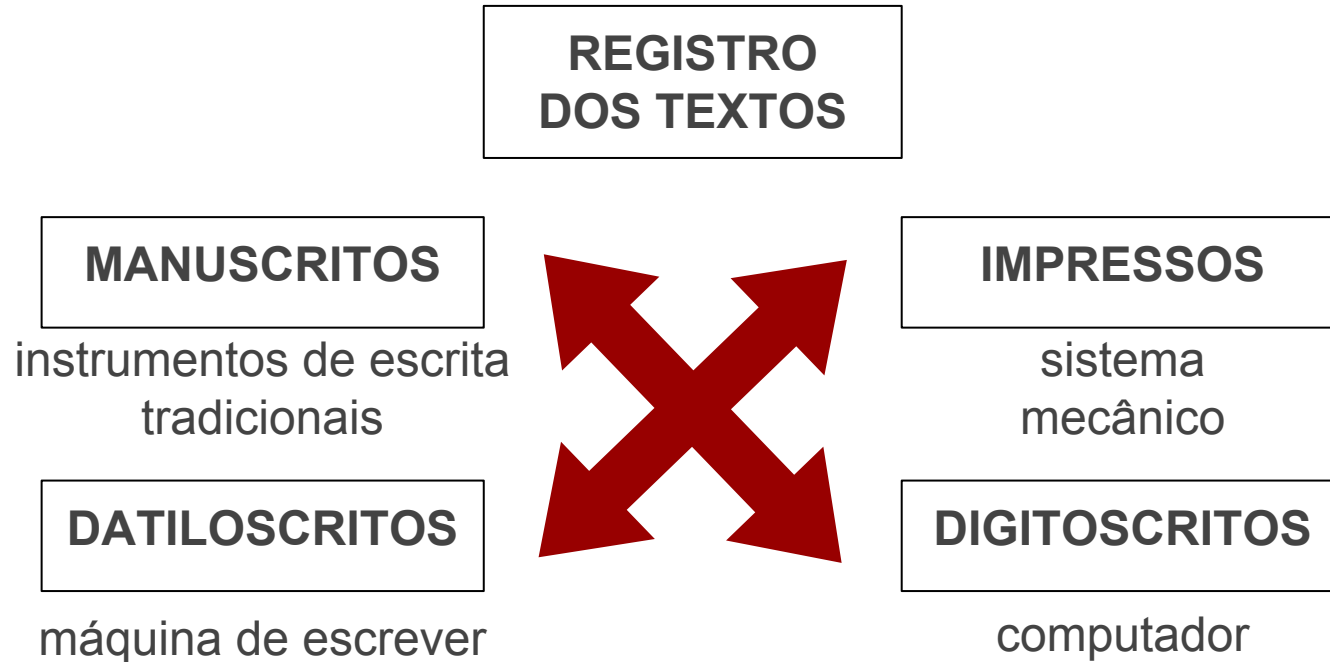 REGISTRO
DOS TEXTOS
MANUSCRITOS
instrumentos de escrita
tradicionais
IMPRESSOS
sistema
mecânico
DATILOSCRITOS
máquina de escrever
DIGITOSCRITOS
computador